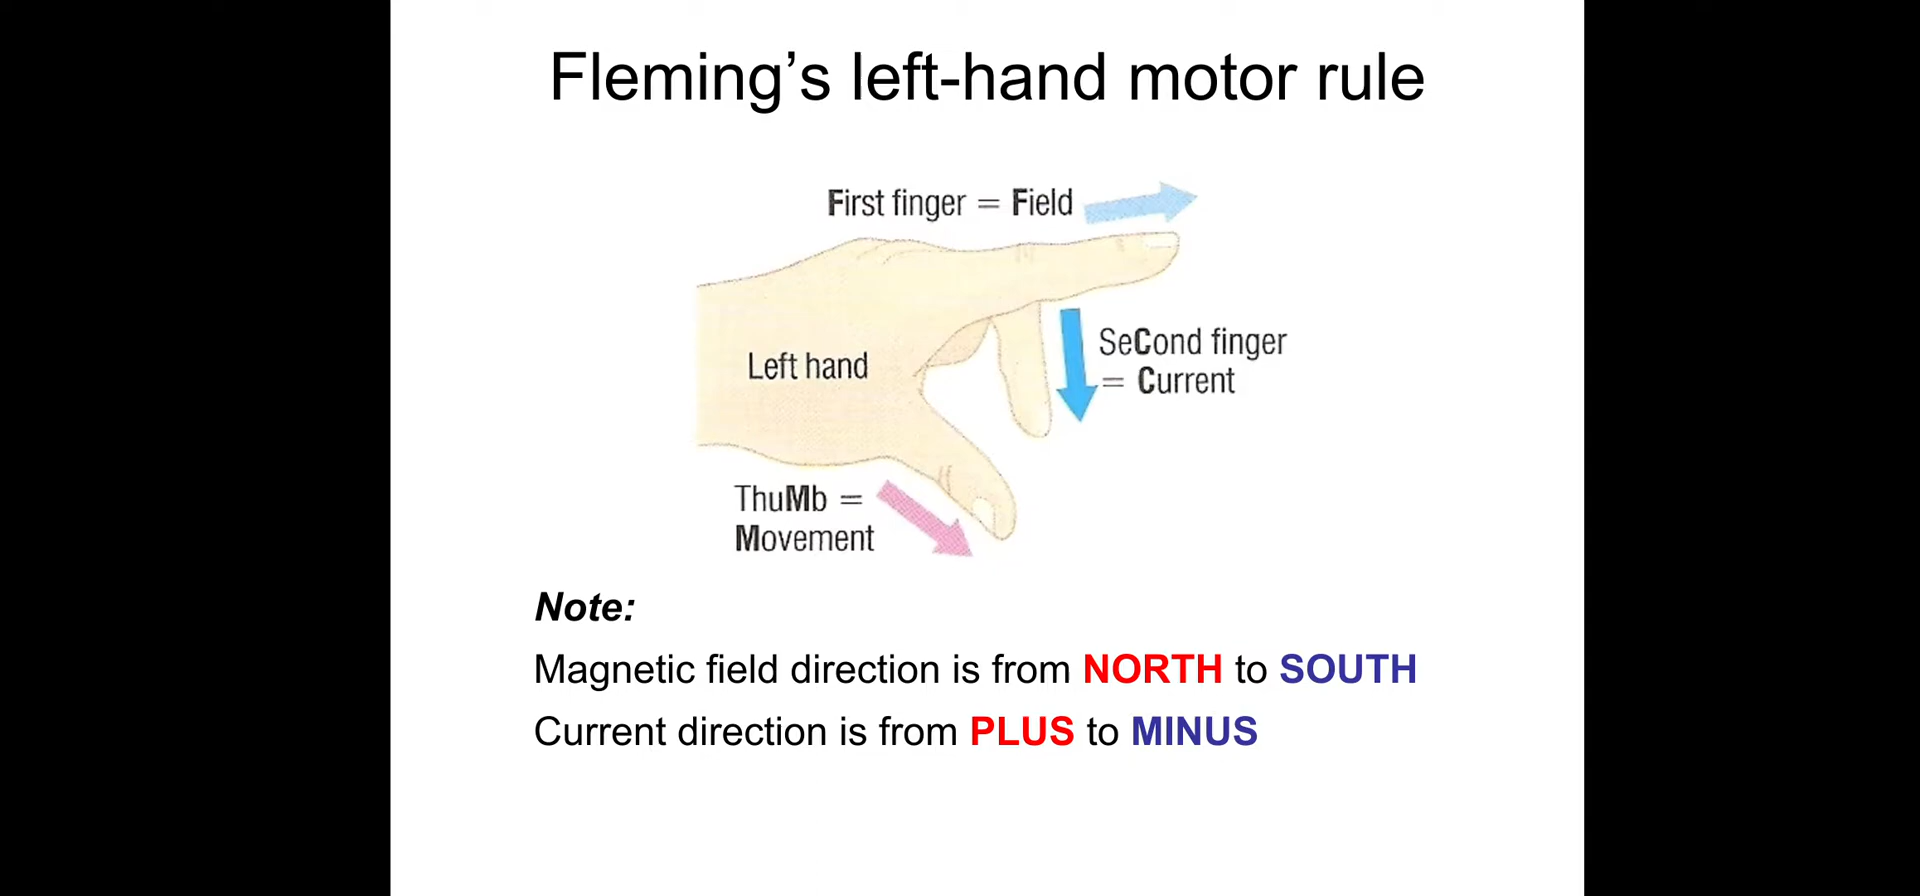 Fleming’s left-hand motor rule
First finger = Field
SeCond finger
= Current
Left hand
ThuMb =
Movement
Note:
Magnetic field direction is from NORTH to SOUTH
Current direction is from PLUS to MINUS